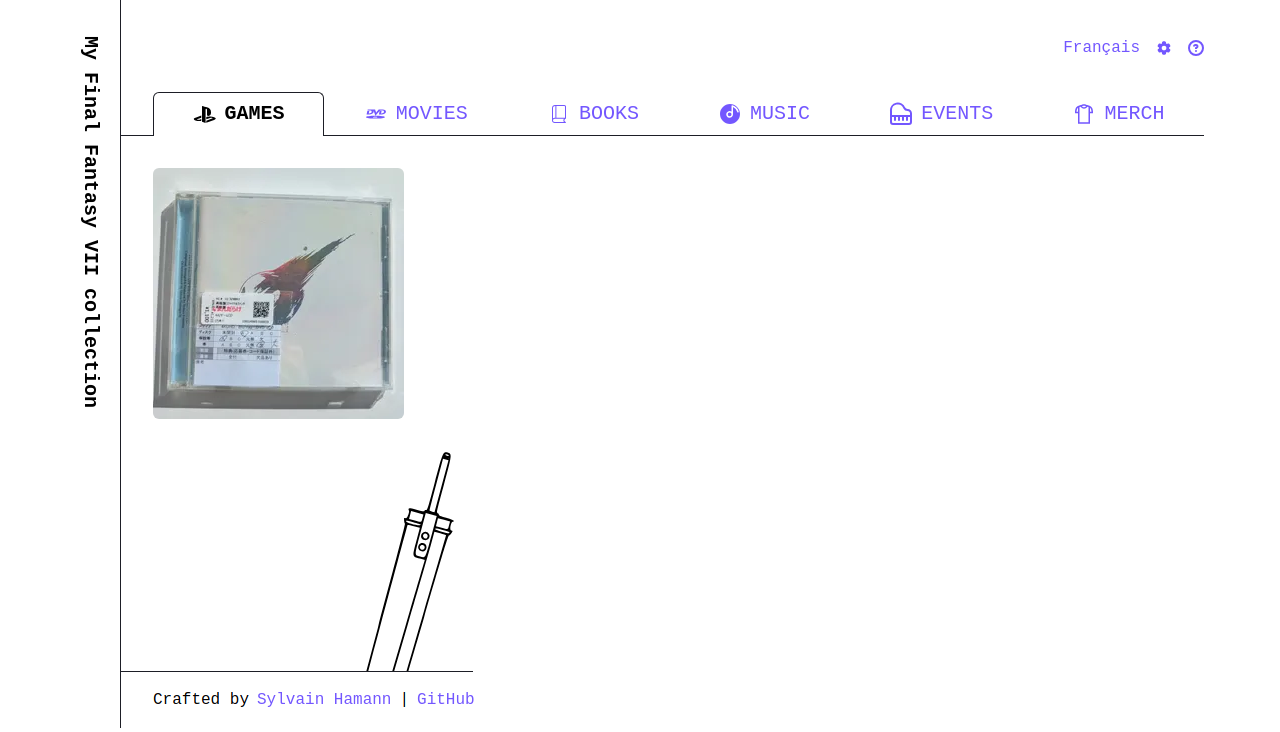 My Final Fantasy VII collection
Français
GAMES
MOVIES
BOOKS
MUSIC
EVENTS
MERCH
Crafted by Sylvain Hamann | GitHub